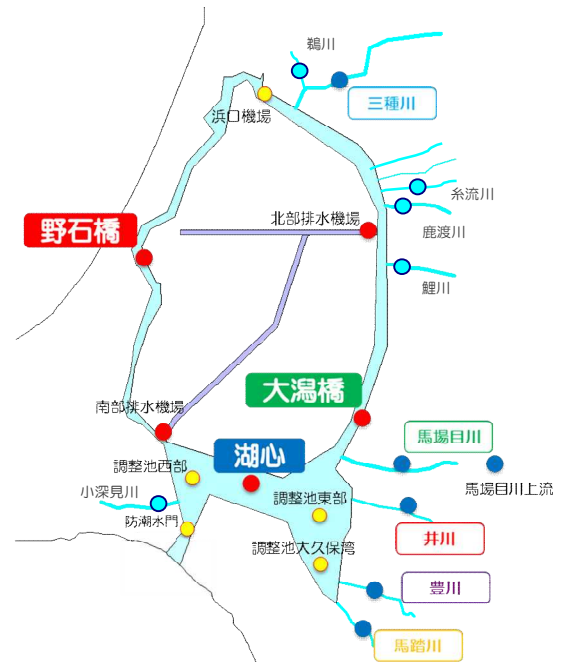 鵜川
三種川
浜口機場
糸流川
北部排水機場
鹿渡川
野石橋
鯉川
大潟橋
南部排水機場
馬場目川
湖心
調整池西部
馬場目川上流
小深見川
調整池東部
防潮水門
井川
調整池大久保湾
豊川
馬踏川